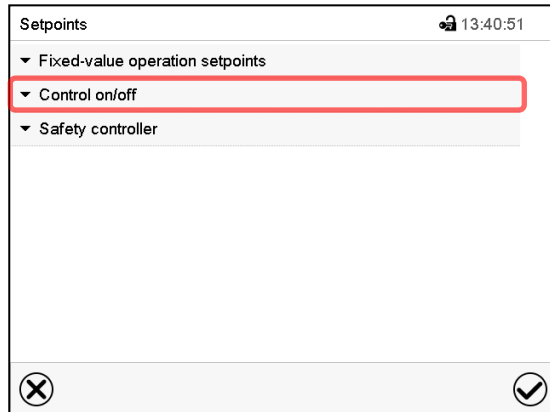 Setpoints 13:40:51
Fixed-value operation setpoints
Control on/off
Safety controller